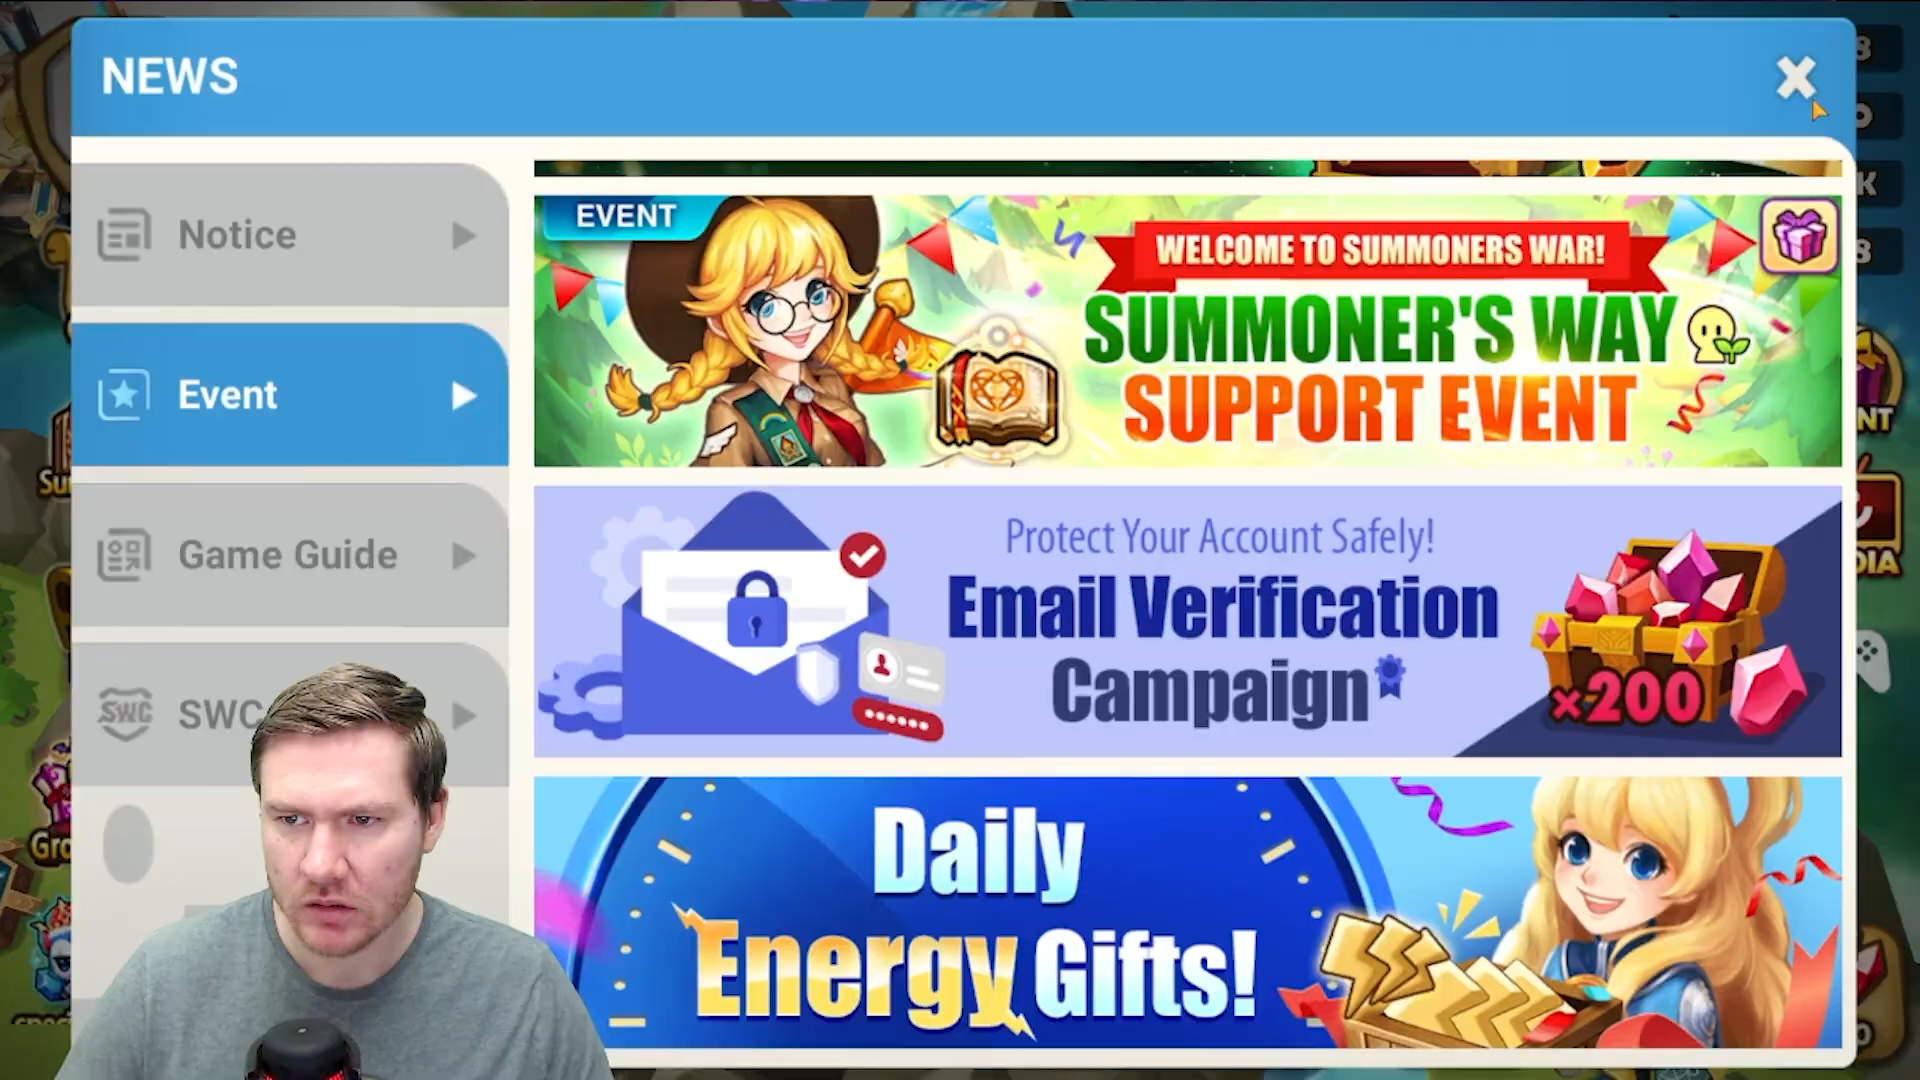 NEWS
Notice
Event
Game Guide
SWC
EVENT
WELCOME TO SUMMONERS WAR!
SUMMONER'S WAY
SUPPORT EVENT
Protect Your Account Safely!
Email Verification
Campaign
×200
Daily
Energy Gifts!